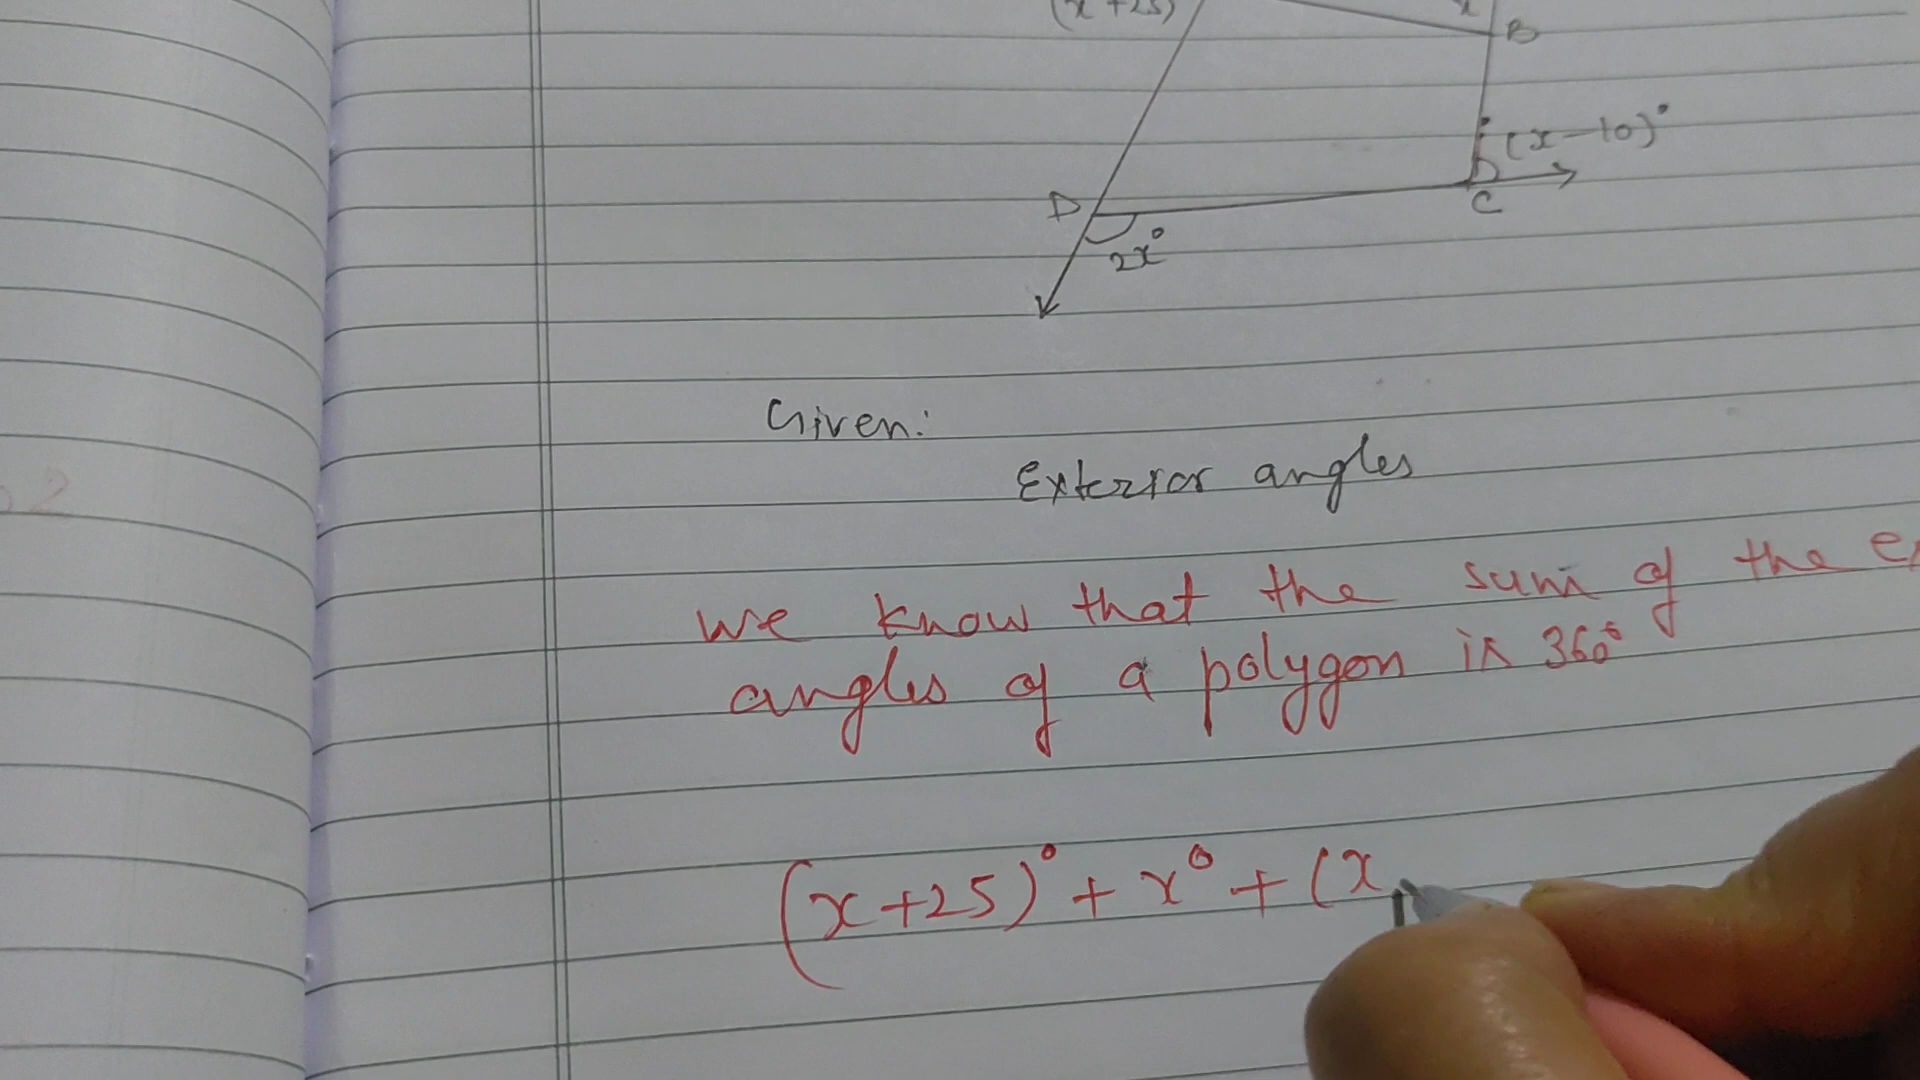 (x+25)
x
B
(x-10)°
D
C
2x°
Given:
Exterior angles
we know that the sum of the
angles of a polygon is 360°
(x+25)° + x° + (x